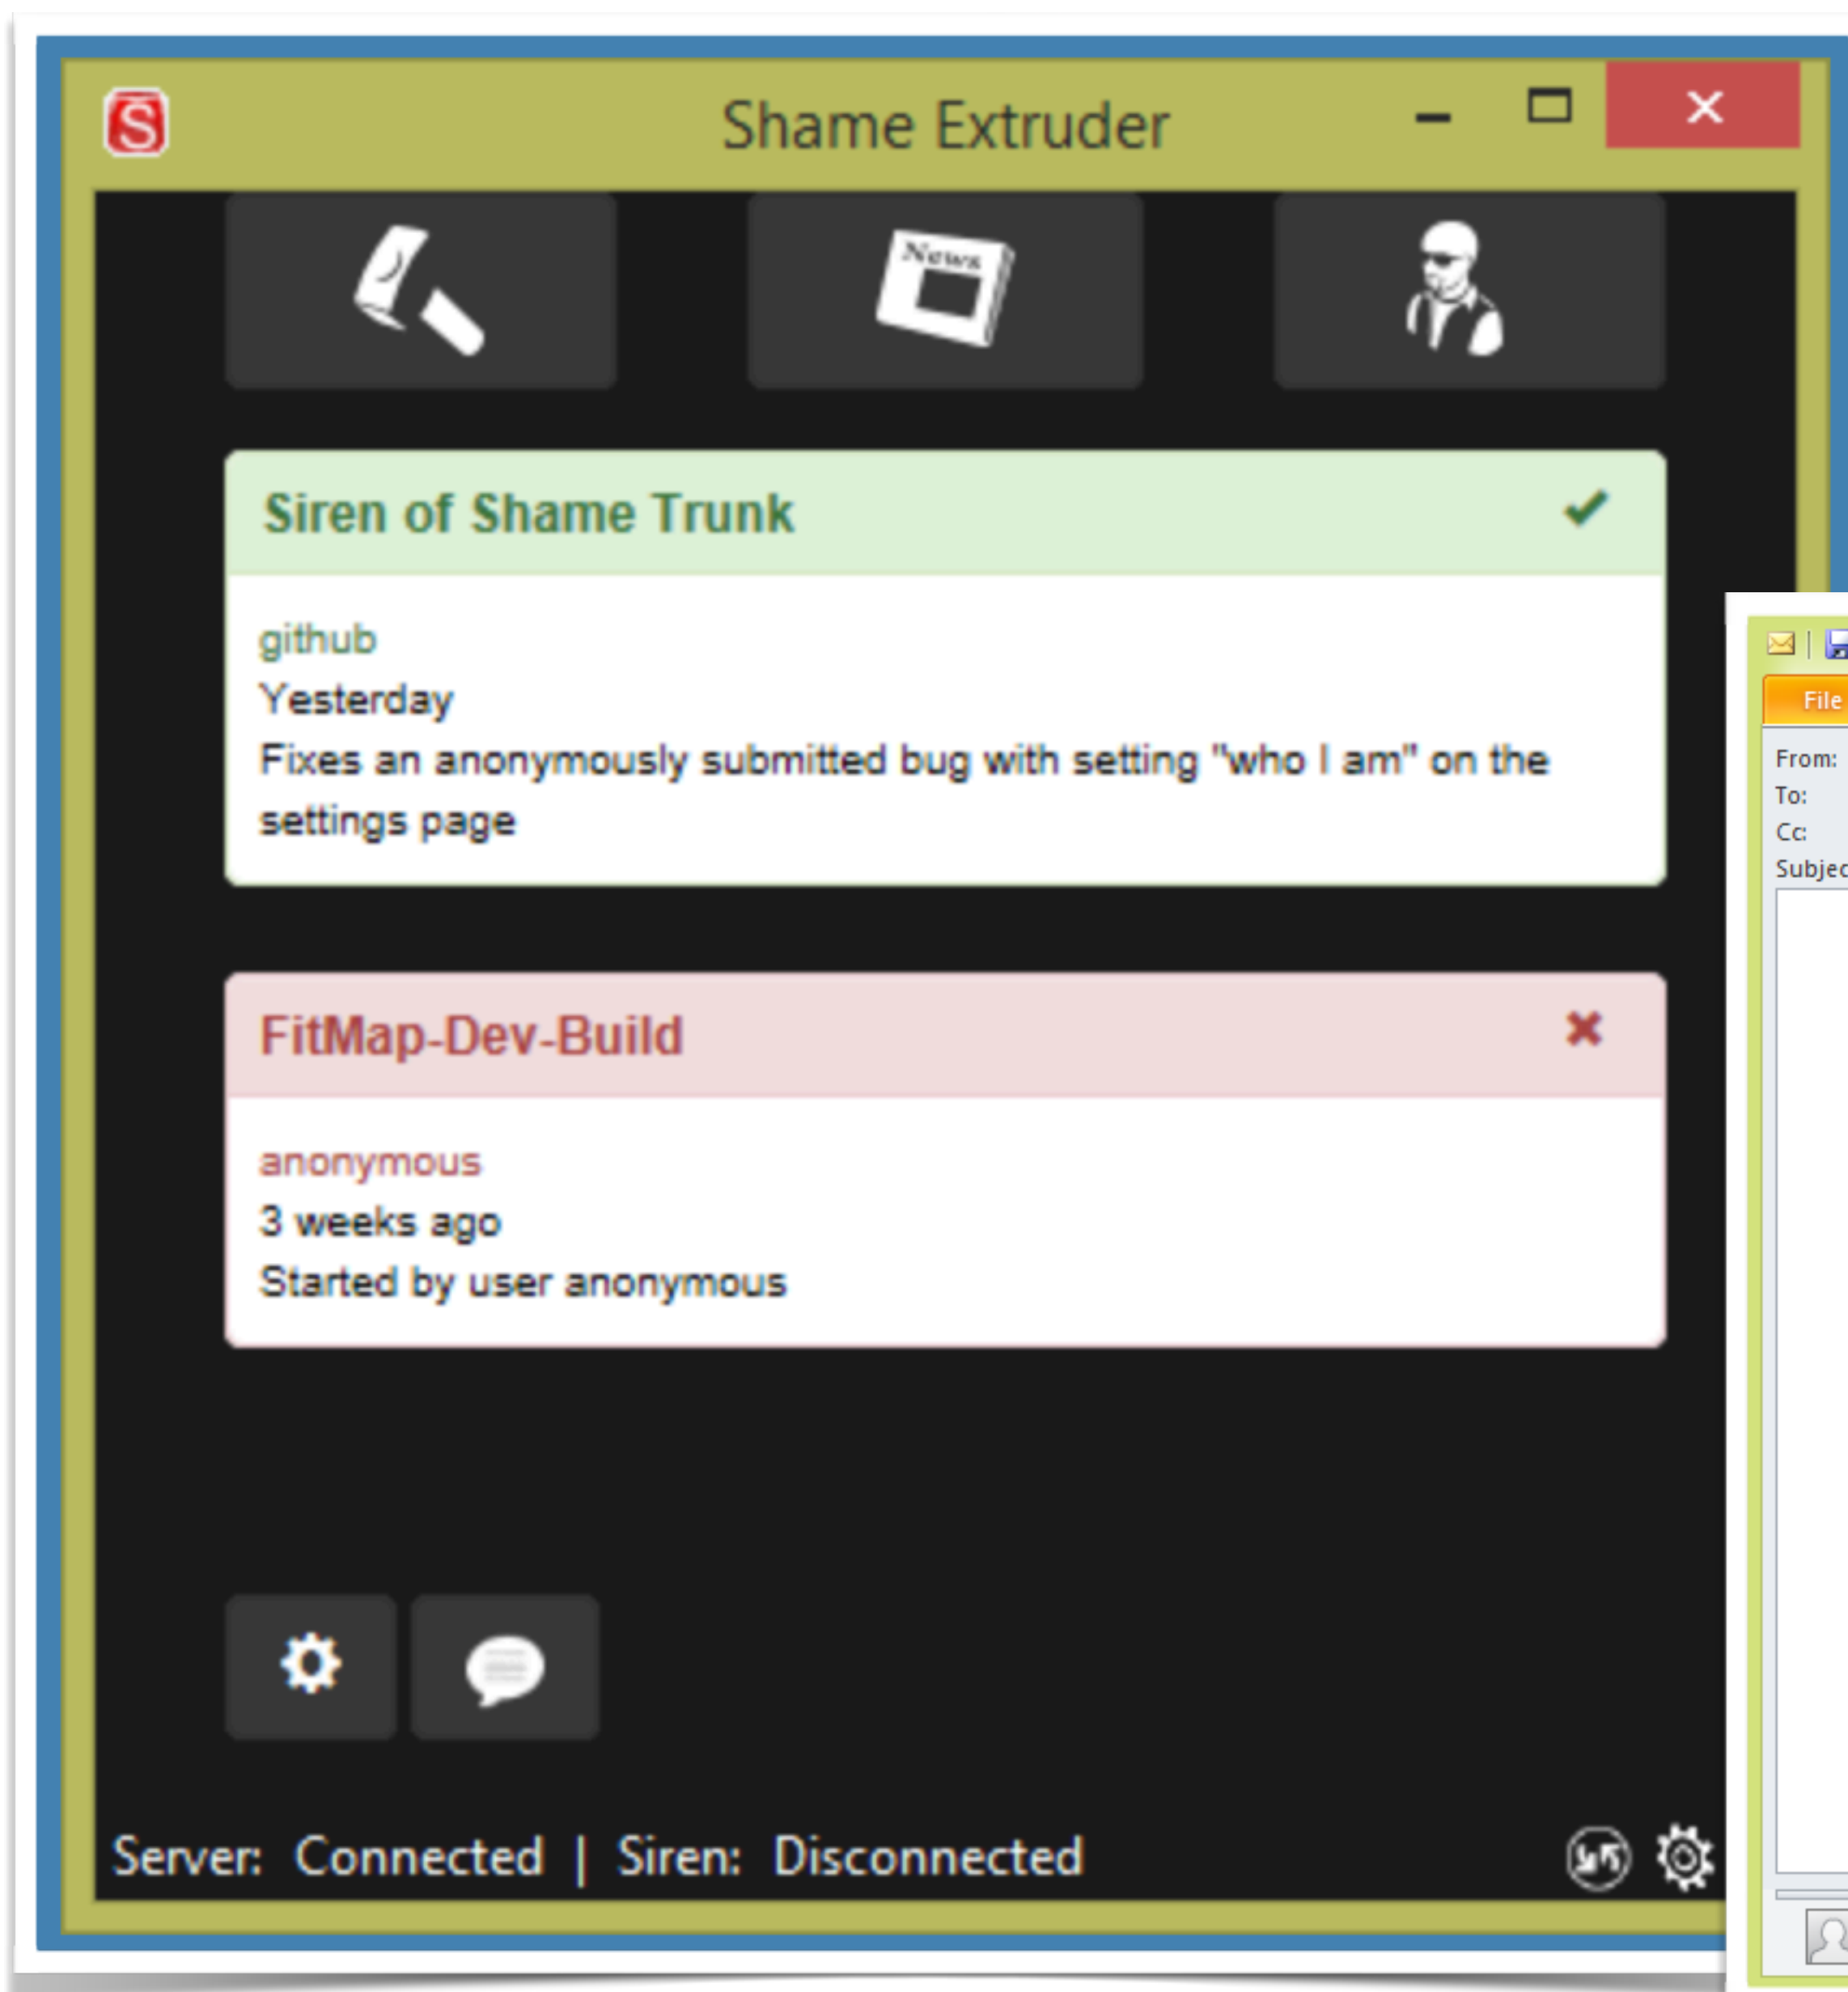 S
Shame Extruder
News
Siren of Shame Trunk
github
Yesterday
Fixes an anonymously submitted bug with setting "who I am" on the
settings page
FitMap-Dev-Build
anonymous
3 weeks ago
Started by user anonymous
Server: Connected | Siren: Disconnected
File
From:
To:
Cc:
Subjec